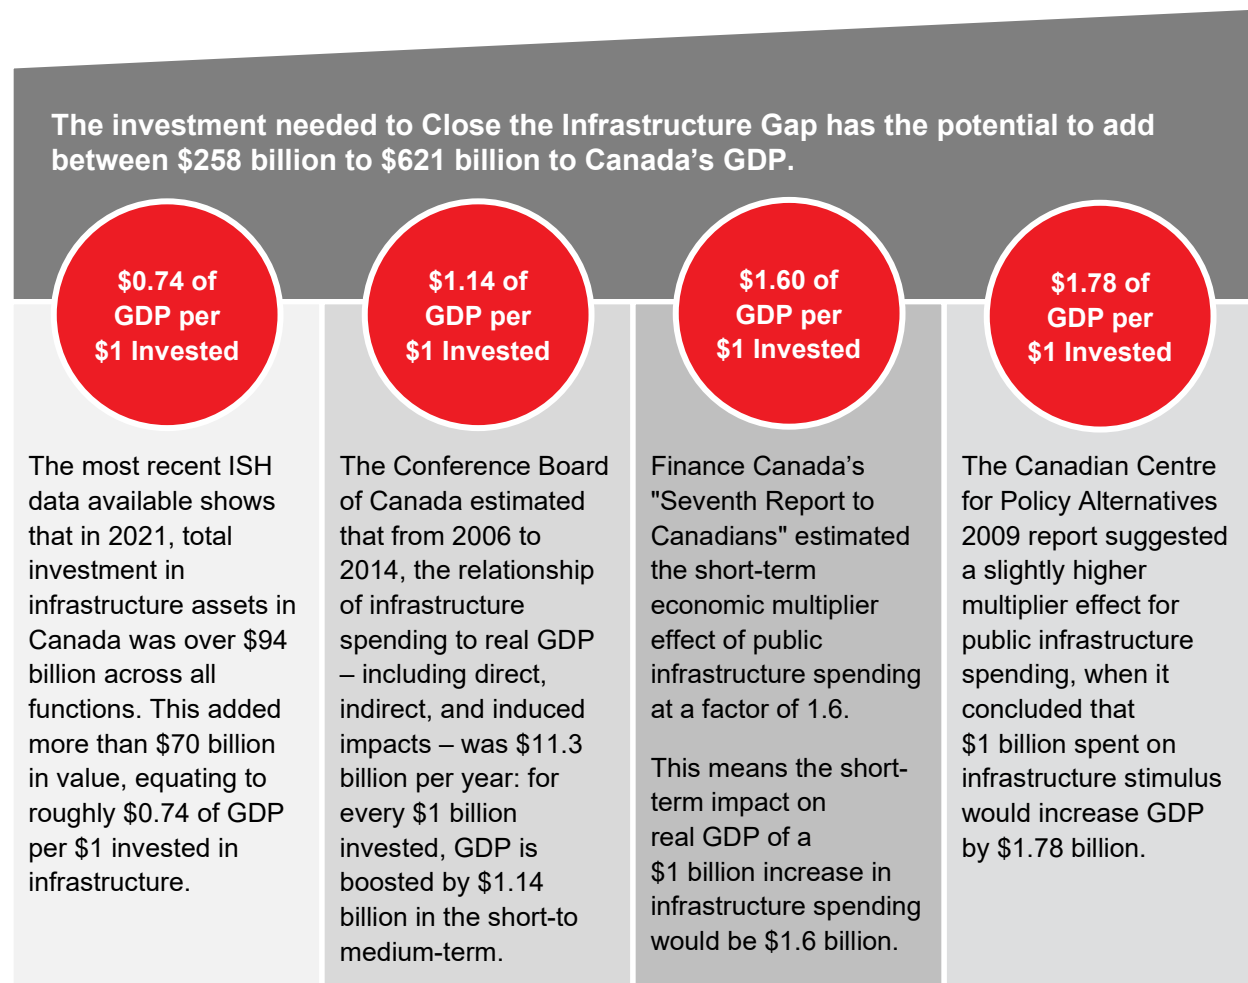 The investment needed to Close the Infrastructure Gap has the potential to add
between $258 billion to $621 billion to Canada’s GDP.
$0.74 of
GDP per
$1 Invested
The most recent ISH
data available shows
that in 2021, total
investment in
infrastructure assets in
Canada was over $94
billion across all
functions. This added
more than $70 billion
in value, equating to
roughly $0.74 of GDP
per $1 invested in
infrastructure.
$1.14 of
GDP per
$1 Invested
The Conference Board
of Canada estimated
that from 2006 to
2014, the relationship
of infrastructure
spending to real GDP
– including direct,
indirect, and induced
impacts – was $11.3
billion per year: for
every $1 billion
invested, GDP is
boosted by $1.14
billion in the short-to
medium-term.
$1.60 of
GDP per
$1 Invested
Finance Canada’s
"Seventh Report to
Canadians" estimated
the short-term
economic multiplier
effect of public
infrastructure spending
at a factor of 1.6.
This means the short-
term impact on
real GDP of a
$1 billion increase in
infrastructure spending
would be $1.6 billion.
$1.78 of
GDP per
$1 Invested
The Canadian Centre
for Policy Alternatives
2009 report suggested
a slightly higher
multiplier effect for
public infrastructure
spending, when it
concluded that
$1 billion spent on
infrastructure stimulus
would increase GDP
by $1.78 billion.